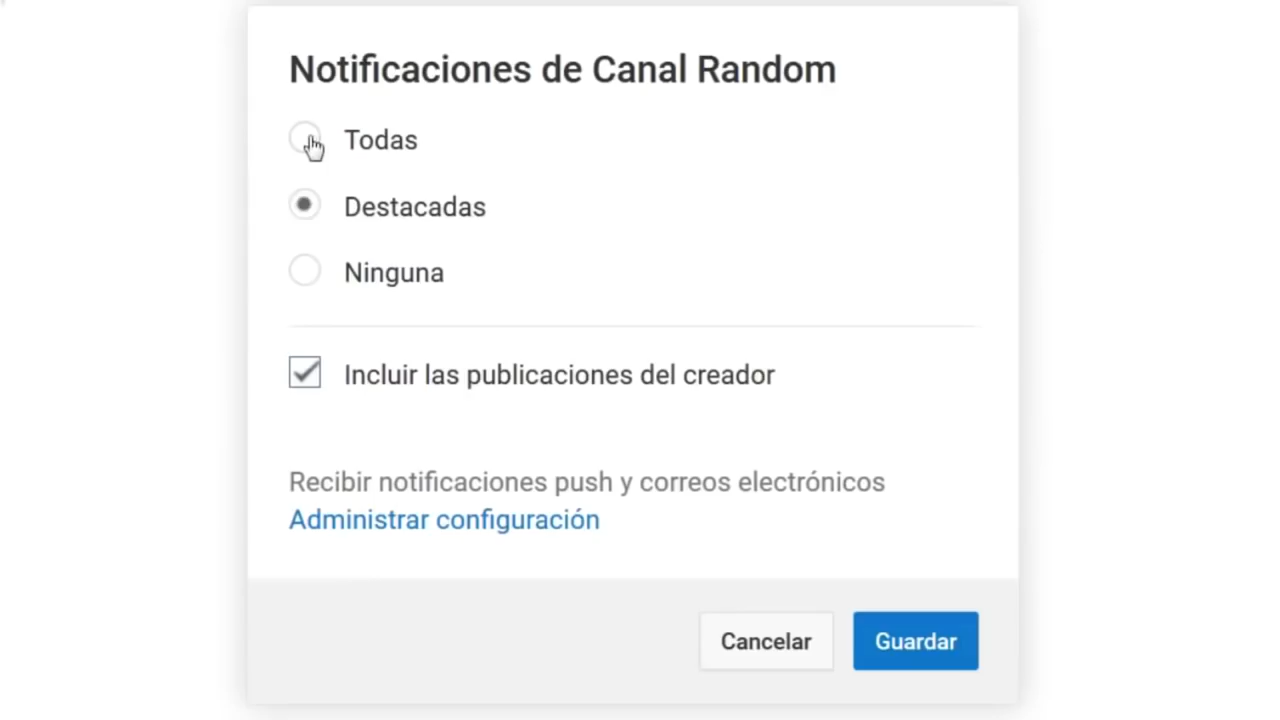 Notificaciones de Canal Random
Todas
Destacadas
Ninguna
Incluir las publicaciones del creador
Recibir notificaciones push y correos electrónicos
Administrar configuración
Cancelar Guardar